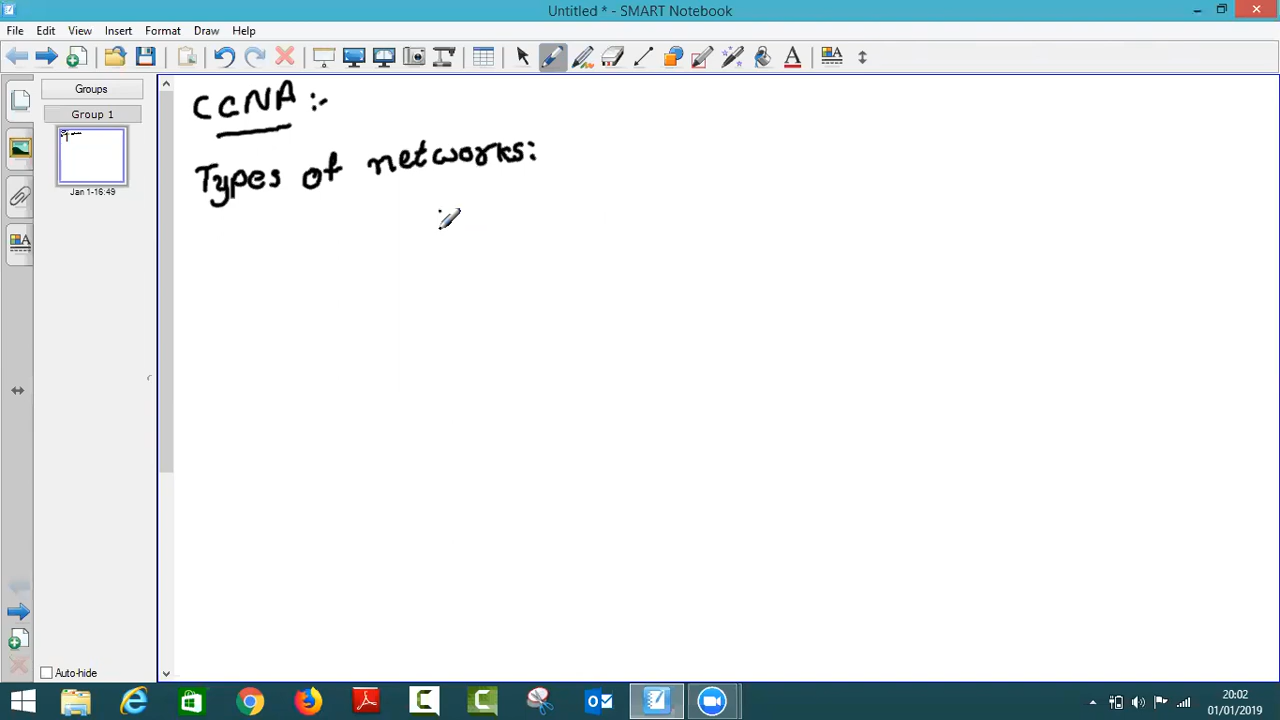 Untitled * - SMART Notebook
File Edit View Insert Format Draw Help
Groups
Group 1
Jan 1-16:49
CCNA :-
Types of networks:
Auto-hide
20:02
01/01/2019